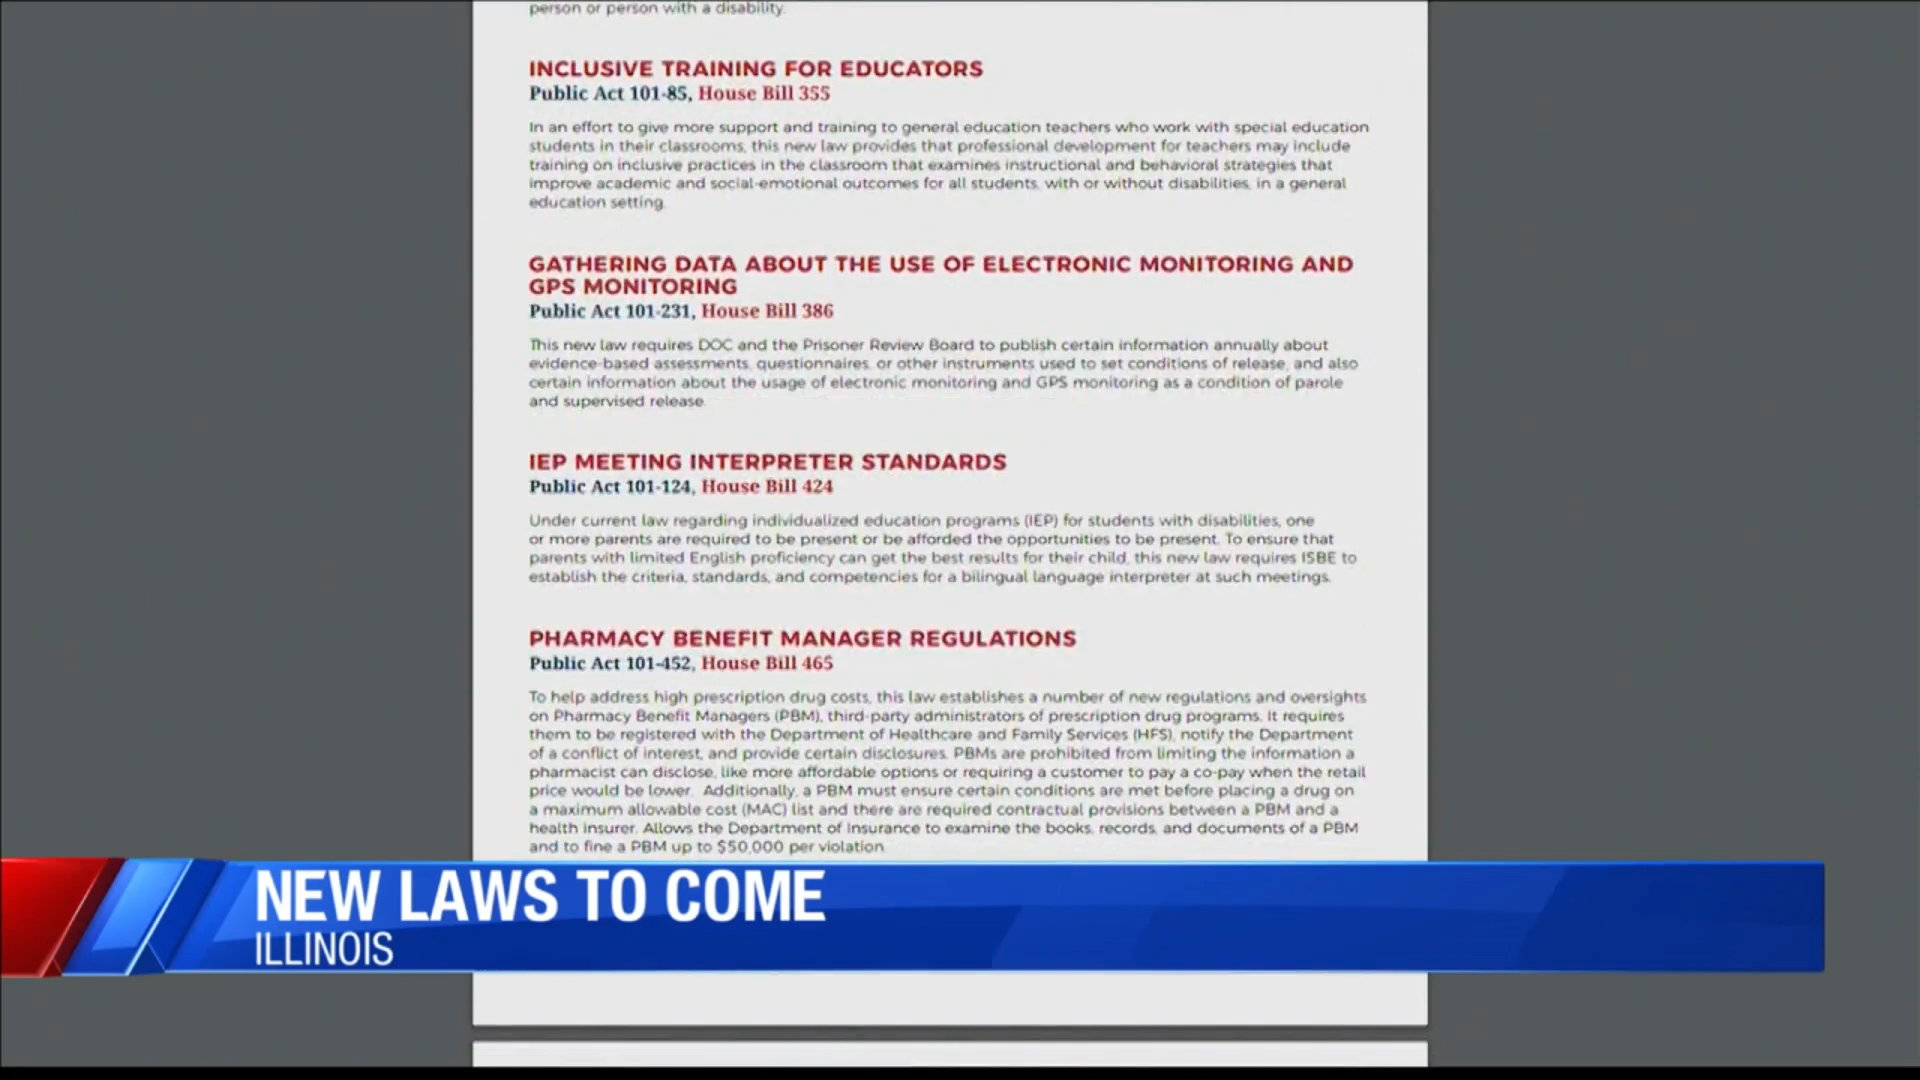 person or person with a disability.
INCLUSIVE TRAINING FOR EDUCATORS
Public Act 101-85, House Bill 355
In an effort to give more support and training to general education teachers who work with special education
students in their classrooms, this new law provides that professional development for teachers may include
training on inclusive practices in the classroom that examines instructional and behavioral strategies that
improve academic and social-emotional outcomes for all students, with or without disabilities, in a general
education setting.
GATHERING DATA ABOUT THE USE OF ELECTRONIC MONITORING AND
GPS MONITORING
Public Act 101-231, House Bill 386
This new law requires DOC and the Prisoner Review Board to publish certain information annually about
evidence-based assessments, questionnaires, or other instruments used to set conditions of release, and also
certain information about the usage of electronic monitoring and GPS monitoring as a condition of parole
and supervised release.
IEP MEETING INTERPRETER STANDARDS
Public Act 101-124, House Bill 424
Under current law regarding individualized education programs (IEP) for students with disabilities, one
or more parents are required to be present or be afforded the opportunities to be present. To ensure that
parents with limited English proficiency can get the best results for their child, this new law requires ISBE to
establish the criteria, standards, and competencies for a bilingual language interpreter at such meetings.
PHARMACY BENEFIT MANAGER REGULATIONS
Public Act 101-452, House Bill 465
To help address high prescription drug costs, this law establishes a number of new regulations and oversights
on Pharmacy Benefit Managers (PBM), third-party administrators of prescription drug programs. It requires
them to be registered with the Department of Healthcare and Family Services (HFS), notify the Department
of a conflict of interest, and provide certain disclosures. PBMs are prohibited from limiting the information a
pharmacist can disclose, like more affordable options or requiring a customer to pay a co-pay when the retail
price would be lower. Additionally, a PBM must ensure certain conditions are met before placing a drug on
a maximum allowable cost (MAC) list and there are required contractual provisions between a PBM and a
health insurer. Allows the Department of Insurance to examine the books, records, and documents of a PBM
and to fine a PBM up to $50,000 per violation.
NEW LAWS TO COME
ILLINOIS